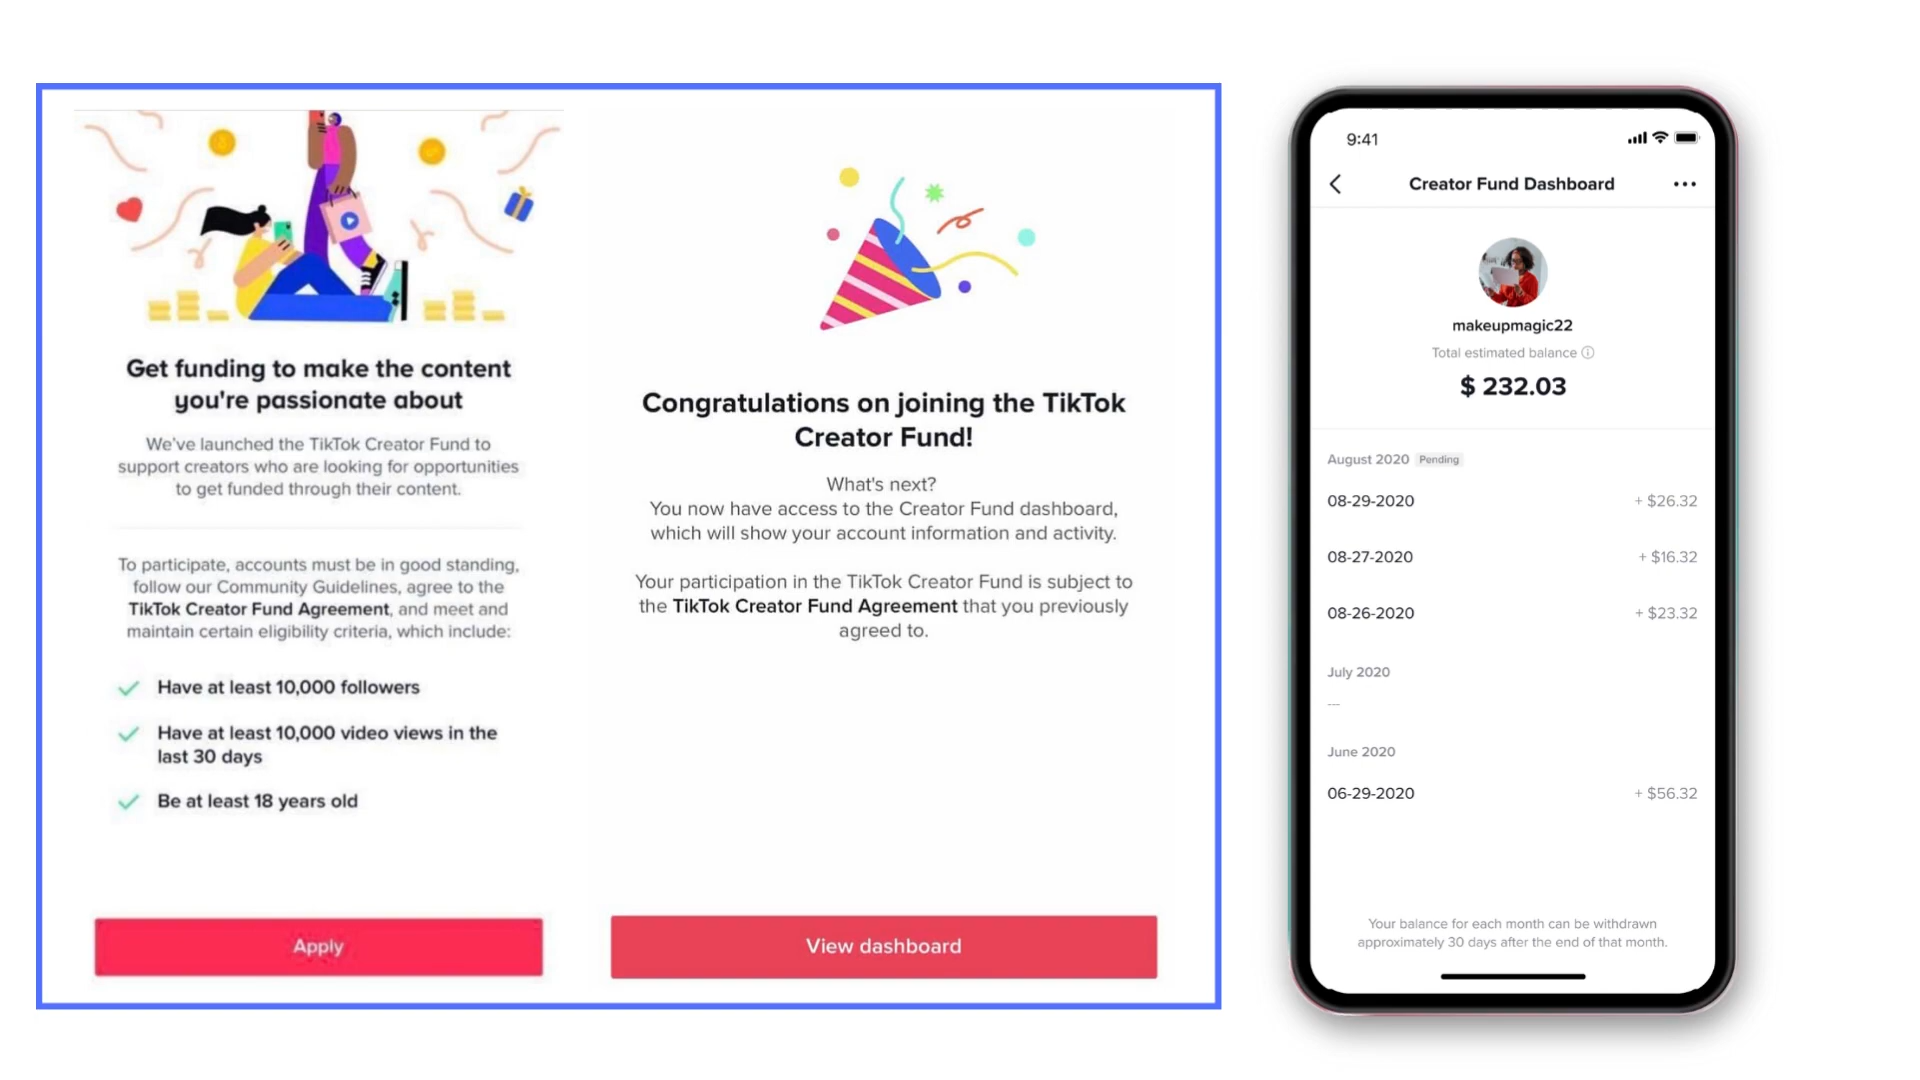 Get funding to make the content
you're passionate about
We've launched the TikTok Creator Fund to
support creators who are looking for opportunities
to get funded through their content.
To participate, accounts must be in good standing,
follow our Community Guidelines, agree to the
TikTok Creator Fund Agreement, and meet and
maintain certain eligibility criteria, which include:
Have at least 10,000 followers
Have at least 10,000 video views in the
last 30 days
Be at least 18 years old
Apply
Congratulations on joining the TikTok
Creator Fund!
What's next?
You now have access to the Creator Fund dashboard,
which will show your account information and activity.
Your participation in the TikTok Creator Fund is subject to
the TikTok Creator Fund Agreement that you previously
agreed to.
View dashboard
9:41
Creator Fund Dashboard
makeupmagic22
Total estimated balance
$ 232.03
August 2020 Pending
08-29-2020 + $26.32
08-27-2020 + $16.32
08-26-2020 + $23.32
July 2020
---
June 2020
06-29-2020 + $56.32
Your balance for each month can be withdrawn
approximately 30 days after the end of that month.